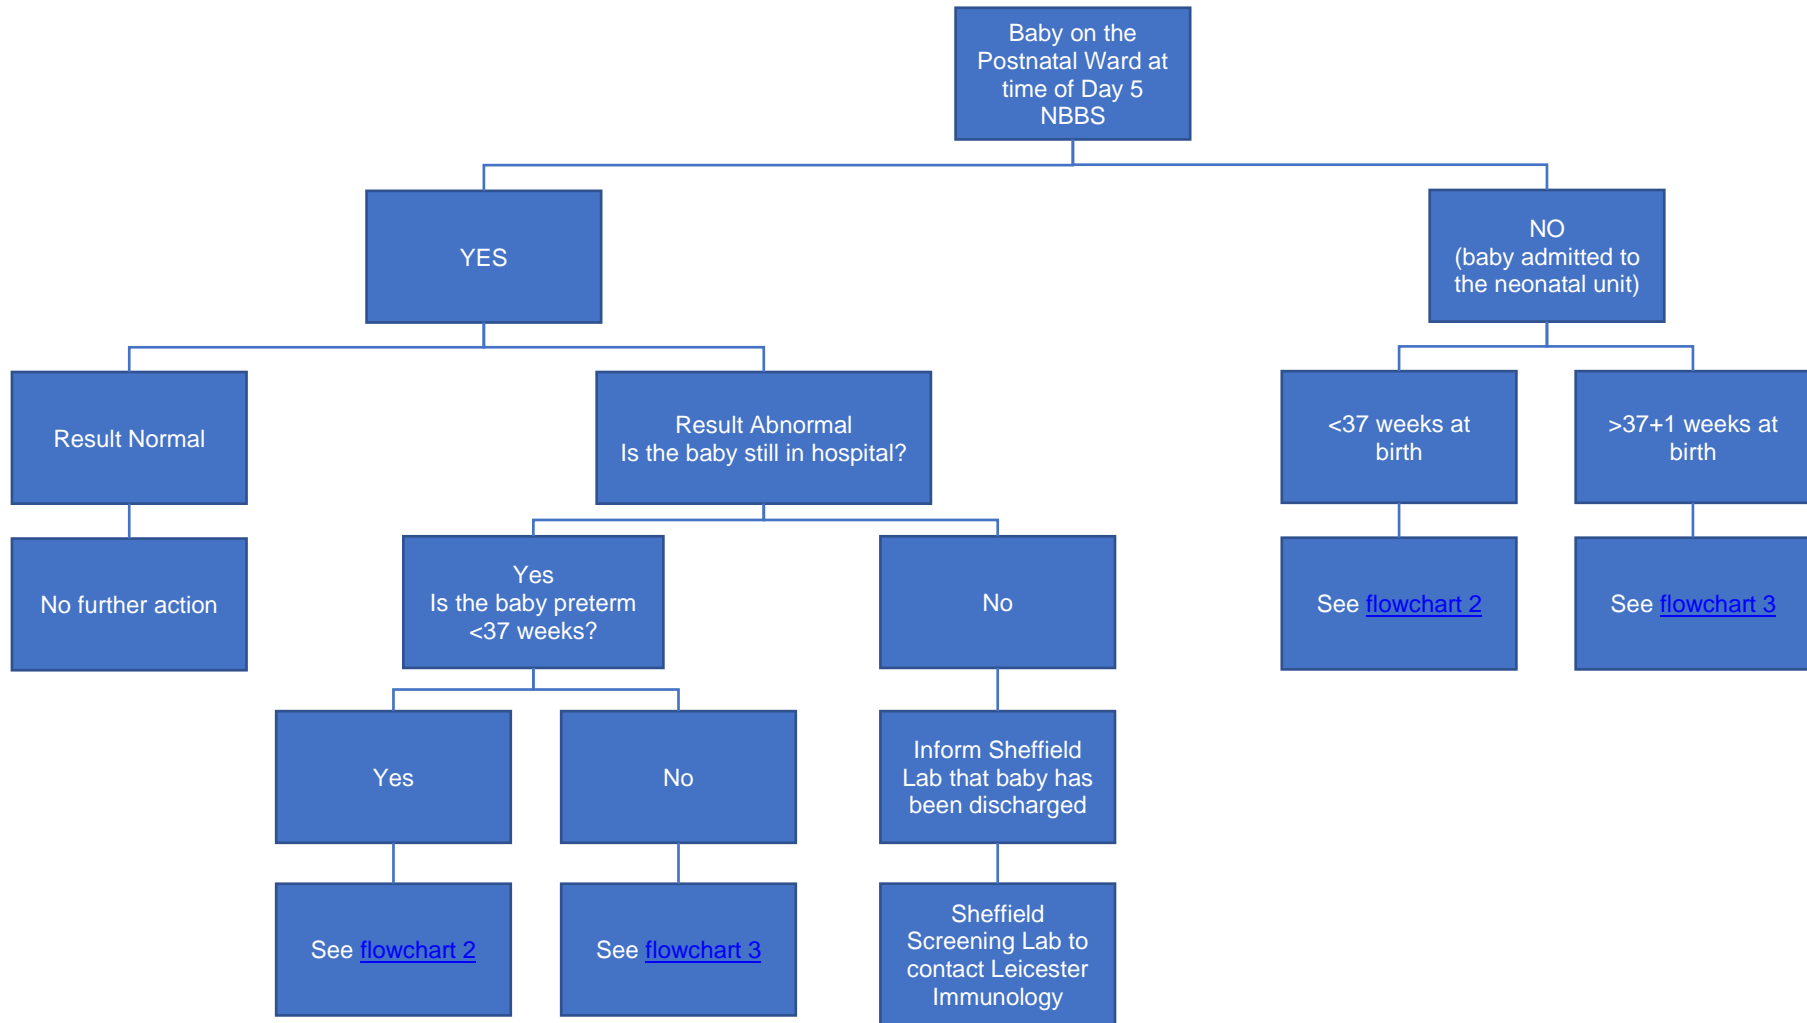 Baby on the
Postnatal Ward at
time of Day 5
NBBS
YES
NO
(baby admitted to
the neonatal unit)
Result Normal
Result Abnormal
Is the baby still in hospital?
<37 weeks at
birth
>37+1 weeks at
birth
No further action
Yes
Is the baby preterm
<37 weeks?
No
See flowchart 2
See flowchart 3
Yes
No
Inform Sheffield
Lab that baby has
been discharged
See flowchart 2
See flowchart 3
Sheffield
Screening Lab to
contact Leicester
Immunology